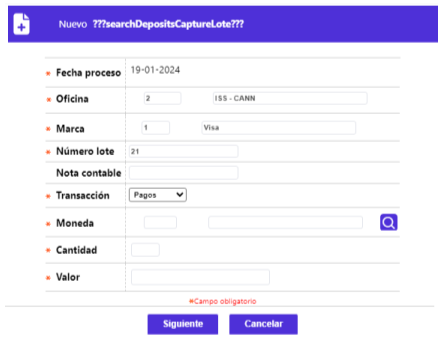 Nuevo ???searchDepositsCaptureLote???
* Fecha proceso 19-01-2024
* Oficina 2 ISS - CANN
* Marca 1 Visa
* Número lote 21
Nota contable
* Transacción Pagos
* Moneda
* Cantidad
* Valor
*Campo obligatorio
Siguiente Cancelar